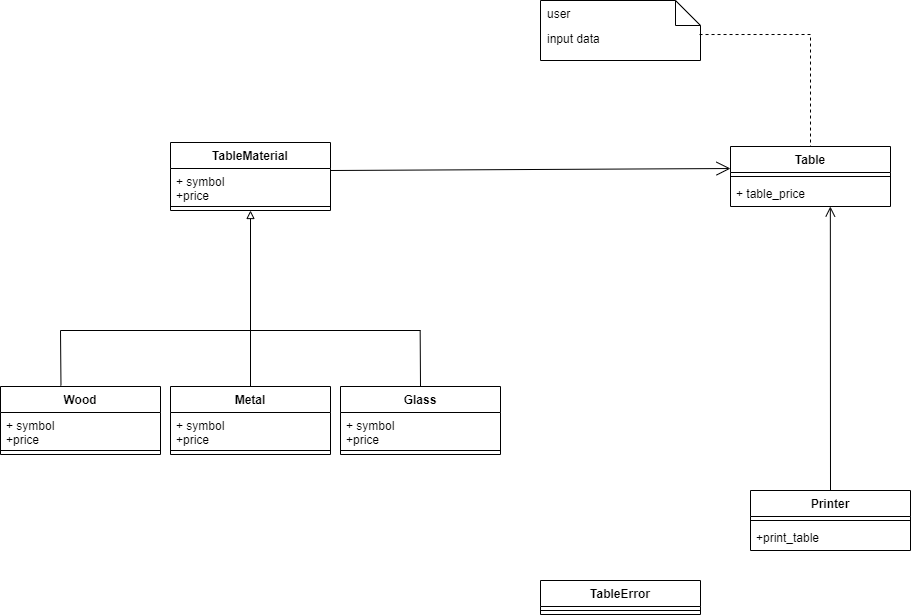 user
input data
TableMaterial
+ symbol
+price
Table
+ table_price
Wood
+ symbol
+price
Metal
+ symbol
+price
Glass
+ symbol
+price
Printer
+print_table
TableError